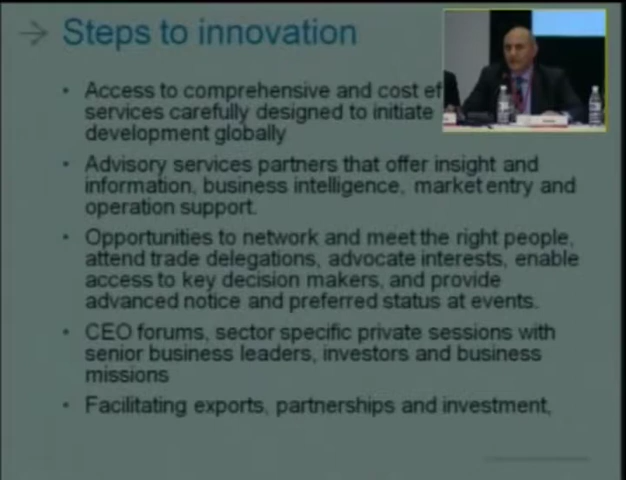 Steps to innovation
Access to comprehensive and cost ef
services carefully designed to initiate
development globally
Advisory services partners that offer insight and
information, business intelligence, market entry and
operation support.
Opportunities to network and meet the right people,
attend trade delegations, advocate interests, enable
access to key decision makers, and provide
advanced notice and preferred status at events.
CEO forums, sector specific private sessions with
senior business leaders, investors and business
missions
Facilitating exports, partnerships and investment,